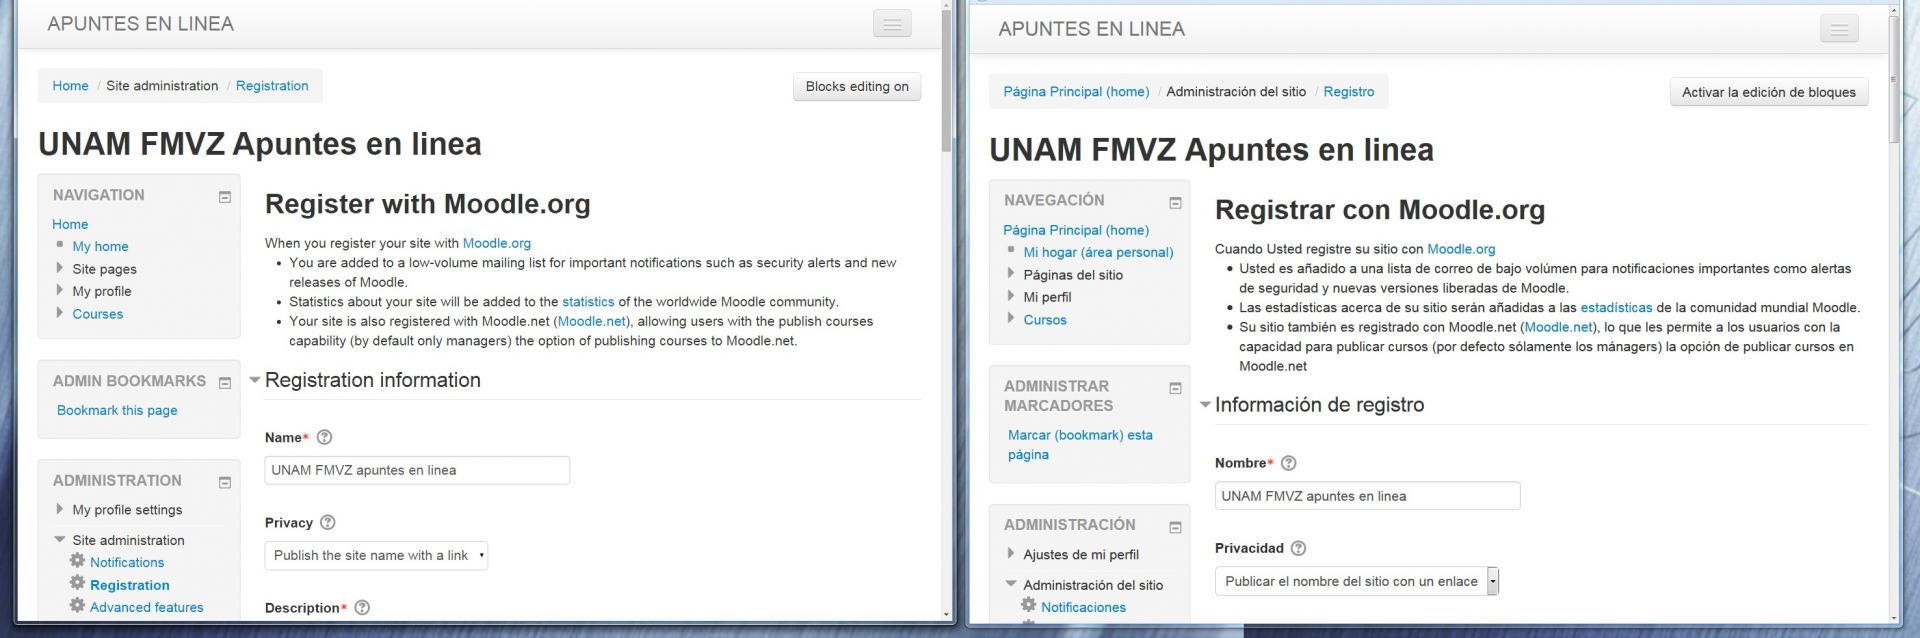 APUNTES EN LINEA
Home / Site administration / Registration
Blocks editing on
UNAM FMVZ Apuntes en linea
NAVIGATION
Home
My home
Site pages
My profile
Courses
ADMIN BOOKMARKS
Bookmark this page
ADMINISTRATION
My profile settings
Site administration
Notifications
Registration
Advanced features
Register with Moodle.org
When you register your site with Moodle.org
• You are added to a low-volume mailing list for important notifications such as security alerts and new
releases of Moodle.
• Statistics about your site will be added to the statistics of the worldwide Moodle community.
• Your site is also registered with Moodle.net (Moodle.net), allowing users with the publish courses
capability (by default only managers) the option of publishing courses to Moodle.net.
Registration information
Name*
UNAM FMVZ apuntes en linea
Privacy
Publish the site name with a link
Description*
APUNTES EN LINEA
Página Principal (home) / Administración del sitio / Registro
Activar la edición de bloques
UNAM FMVZ Apuntes en linea
NAVEGACIÓN
Página Principal (home)
Mi hogar (área personal)
Páginas del sitio
Mi perfil
Cursos
ADMINISTRAR
MARCADORES
Marcar (bookmark) esta
página
ADMINISTRACIÓN
Ajustes de mi perfil
Administración del sitio
Notificaciones
Registrar con Moodle.org
Cuando Usted registre su sitio con Moodle.org
• Usted es añadido a una lista de correo de bajo volúmen para notificaciones importantes como alertas
de seguridad y nuevas versiones liberadas de Moodle.
• Las estadísticas acerca de su sitio serán añadidas a las estadísticas de la comunidad mundial Moodle.
• Su sitio también es registrado con Moodle.net (Moodle.net), lo que les permite a los usuarios con la
capacidad para publicar cursos (por defecto sólamente los mánagers) la opción de publicar cursos en
Moodle.net
Información de registro
Nombre*
UNAM FMVZ apuntes en linea
Privacidad
Publicar el nombre del sitio con un enlace